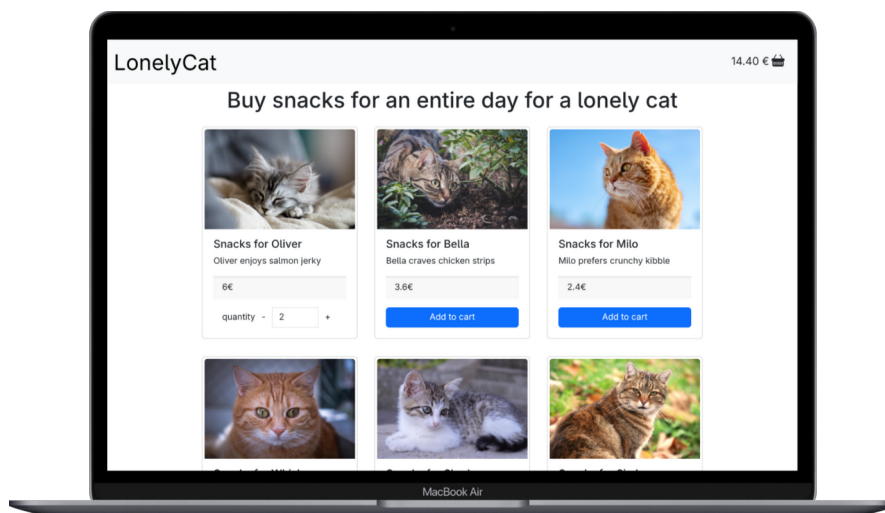 LonelyCat
14.40 €
Buy snacks for an entire day for a lonely cat
Snacks for Oliver
Oliver enjoys salmon jerky
6€
quantity - 2 +
Snacks for Bella
Bella craves chicken strips
3.6€
Add to cart
Snacks for Milo
Milo prefers crunchy kibble
2.4€
Add to cart
MacBook Air